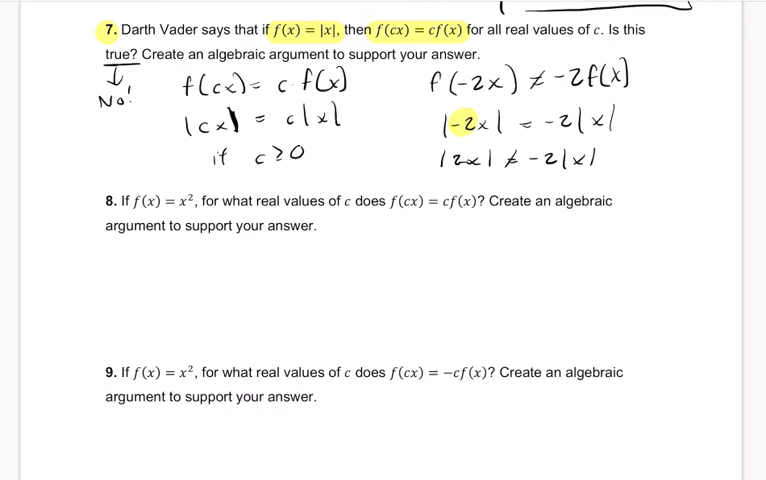 7. Darth Vader says that if f(x) = |x|, then f(cx) = cf(x) for all real values of c. Is this
true? Create an algebraic argument to support your answer.
↓
No!
f(cx) = c · f(x)
|cx| = c|x|
if c ≥ 0
f(-2x) ≠ -2f(x)
|-2x| = -2|x|
|2x| ≠ -2|x|
8. If f(x) = x², for what real values of c does f(cx) = cf(x)? Create an algebraic
argument to support your answer.
9. If f(x) = x², for what real values of c does f(cx) = −cf(x)? Create an algebraic
argument to support your answer.